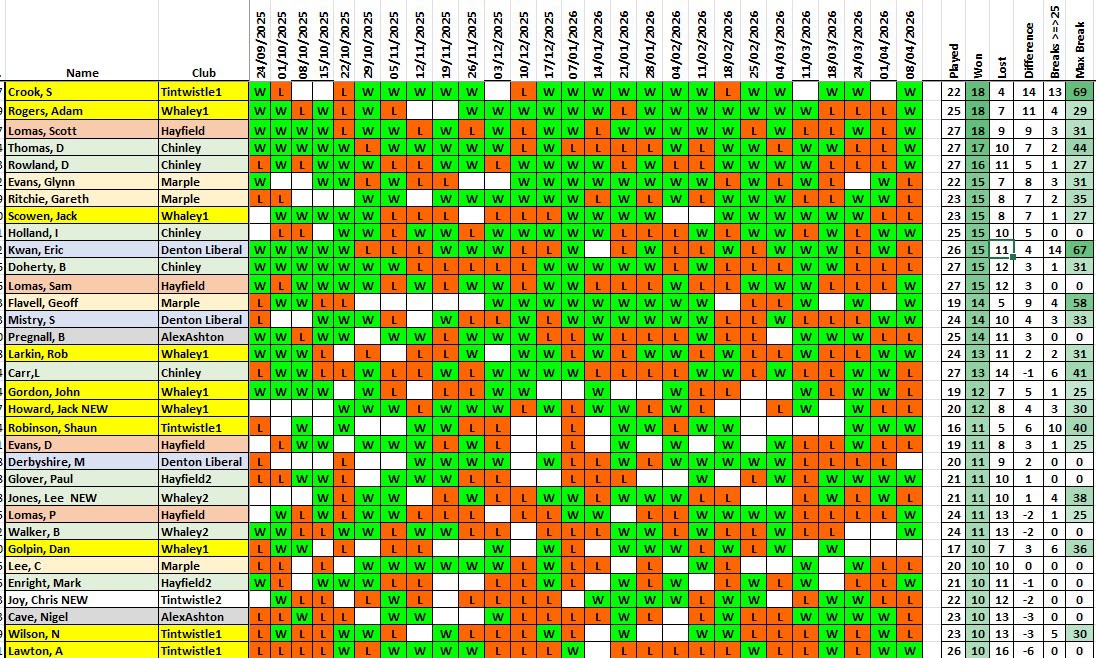 Name Club 24/09/2025 01/10/2025 08/10/2025 15/10/2025 22/10/2025 29/10/2025 05/11/2025 12/11/2025 19/11/2025 26/11/2025 03/12/2025 10/12/2025 17/12/2025 07/01/2026 14/01/2026 21/01/2026 28/01/2026 04/02/2026 11/02/2026 18/02/2026 25/02/2026 04/03/2026 11/03/2026 18/03/2026 24/03/2026 01/04/2026 08/04/2026 Played Won Lost Difference Breaks >=>=25 Max Break
Crook, S Tintwistle1 W L L W W W W W L W W W W W W W W W W W W W 22 18 4 14 13 69
Rogers, Adam Whaley1 W W L W L W L W W W W W W L W W W W W W W L L L W 25 18 7 11 4 29
Lomas, Scott Hayfield W W W W L W W L W L W L W W L W W W W W L W L L W L W 27 18 9 9 3 31
Thomas, D Chinley W W W W W L W W W W W L W W L L L L W W W W L L L W 27 17 10 7 2 44
Rowland, D Chinley L W L W W W W L L W L W W W W W L W L L W W W W L L L 27 16 11 5 1 27
Evans, Glynn Marple W W W L W L L W W W W W W W W W L W L W L W L 22 15 7 8 3 31
Ritchie, Gareth Marple L L W W W W W W W W L W L W L W W W W L L W W L 23 15 8 7 2 35
Scowen, Jack Whaley1 W W W W W L L L L L L W W W W W W W W W W L L 23 15 8 7 1 27
Holland, I Chinley L L W W L W W W W W W W W W L L L W L W L W W W L L 25 15 10 5 0 0
Kwan, Eric Denton Liberal W W W W W L L L W W L L W W L W L L W W L W W W L W L 26 15 11 4 14 67
Doherty, B Chinley W W W W W W W L L L L L W W W W W L W L L L W W L L L 27 15 12 3 1 31
Lomas, Sam Hayfield W L L W W L W L W L W L W W W W W W L W L L W W L L L 27 15 12 3 0 0
Flavell, Geoff Marple L W W L L W W W W W W W W W L L W W W 19 14 5 9 4 58
Mistry, S Denton Liberal L W W W L W L L W L W W W W W W W L L W L L L W W 24 14 10 4 3 33
Pregnall, B AlexAshton W W L W W W W L W W W L W L L L L L W W L L L W W 25 14 11 3 0 0
Larkin, Rob Whaley1 W W W L L L L W W W L W L L L W W W W L W L L W W 24 13 11 2 2 31
Carr,L Chinley L W W L L W L L L W W L W W W L L L L W W W L W W W L 27 13 14 -1 6 41
Gordon, John Whaley1 W W W W W L W L W W W W L L L W L W L 19 12 7 5 1 25
Howard, Jack NEW Whaley1 W W W L W W W L W L W W L W L L W W L L 20 12 8 4 3 30
Robinson, Shaun Tintwistle1 L W W W L L L W W L W W W W W 16 11 5 6 10 40
Evans, D Hayfield L W W W W W L W L L W W W L L W L L 19 11 8 3 1 25
Derbyshire, M Denton Liberal L L W W W W W L L W L W W W W W L L L L 20 11 9 2 0 0
Glover, Paul Hayfield2 L L W W L W W W L L L L L L W L W L W W W W 21 11 10 1 0 0
Jones, Lee NEW Whaley2 W L W W L W L L L W L W W W L L L W L W W 21 11 10 1 4 38
Lomas, P Hayfield W L W L W W L L L L L W W L L W W W W L L L L W 24 11 13 -2 1 25
Walker, B Whaley2 W W L L W L W W L L L L L W W L L W W L W L L W 24 11 13 -2 0 0
Golpin, Dan Whaley1 L W W L L W W L W W W L W L W W 17 10 7 3 6 36
Lee, C Marple L L W L W W W W L L L L L W L W W W L W 20 10 10 0 0 0
Enright, Mark Hayfield2 W L W W W L L L L W L W L W L W L W L L W 21 10 11 -1 0 0
Joy, Chris NEW Tintwistle2 W L L L W L L L L L W W W W L W W L W W L L 22 10 12 -2 0 0
Cave, Nigel AlexAshton L L W L L W W W W L L L L L W L W L W L W W L 23 10 13 -3 0 0
Wilson, N Tintwistle1 L W L L W W L W L L L W L W W W L L L L W W L 23 10 13 -3 5 30
Lawton, A Tintwistle1 L L L L W L W W L L W L W W L L L L L W W L L W W L 26 10 16 -6 0 0